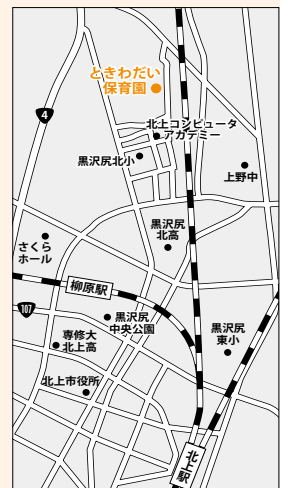 ときわだい
保育園
4
北上コンピュータ
アカデミー
黒沢尻北小
上野中
黒沢尻
北高
さくら
ホール
柳原駅
107
黒沢尻
中央公園
専修大
北上高
黒沢尻
東小
北上市役所
北上駅